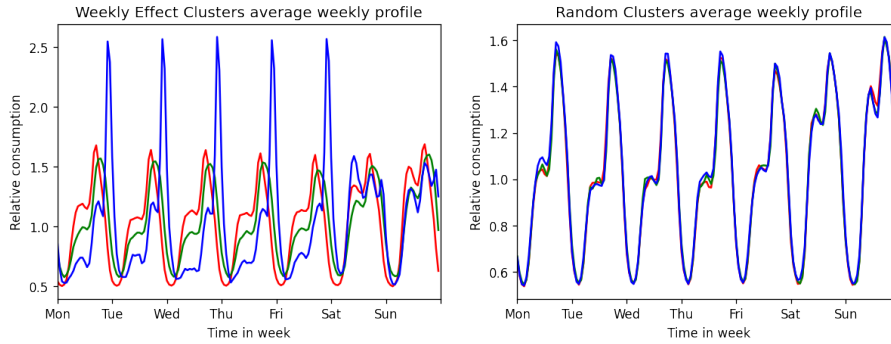 Weekly Effect Clusters average weekly profile
Relative consumption
2.5
2.0
1.5
1.0
0.5
Mon Tue Wed Thu Fri Sat Sun
Time in week
Random Clusters average weekly profile
Relative consumption
1.6
1.4
1.2
1.0
0.8
0.6
Mon Tue Wed Thu Fri Sat Sun
Time in week